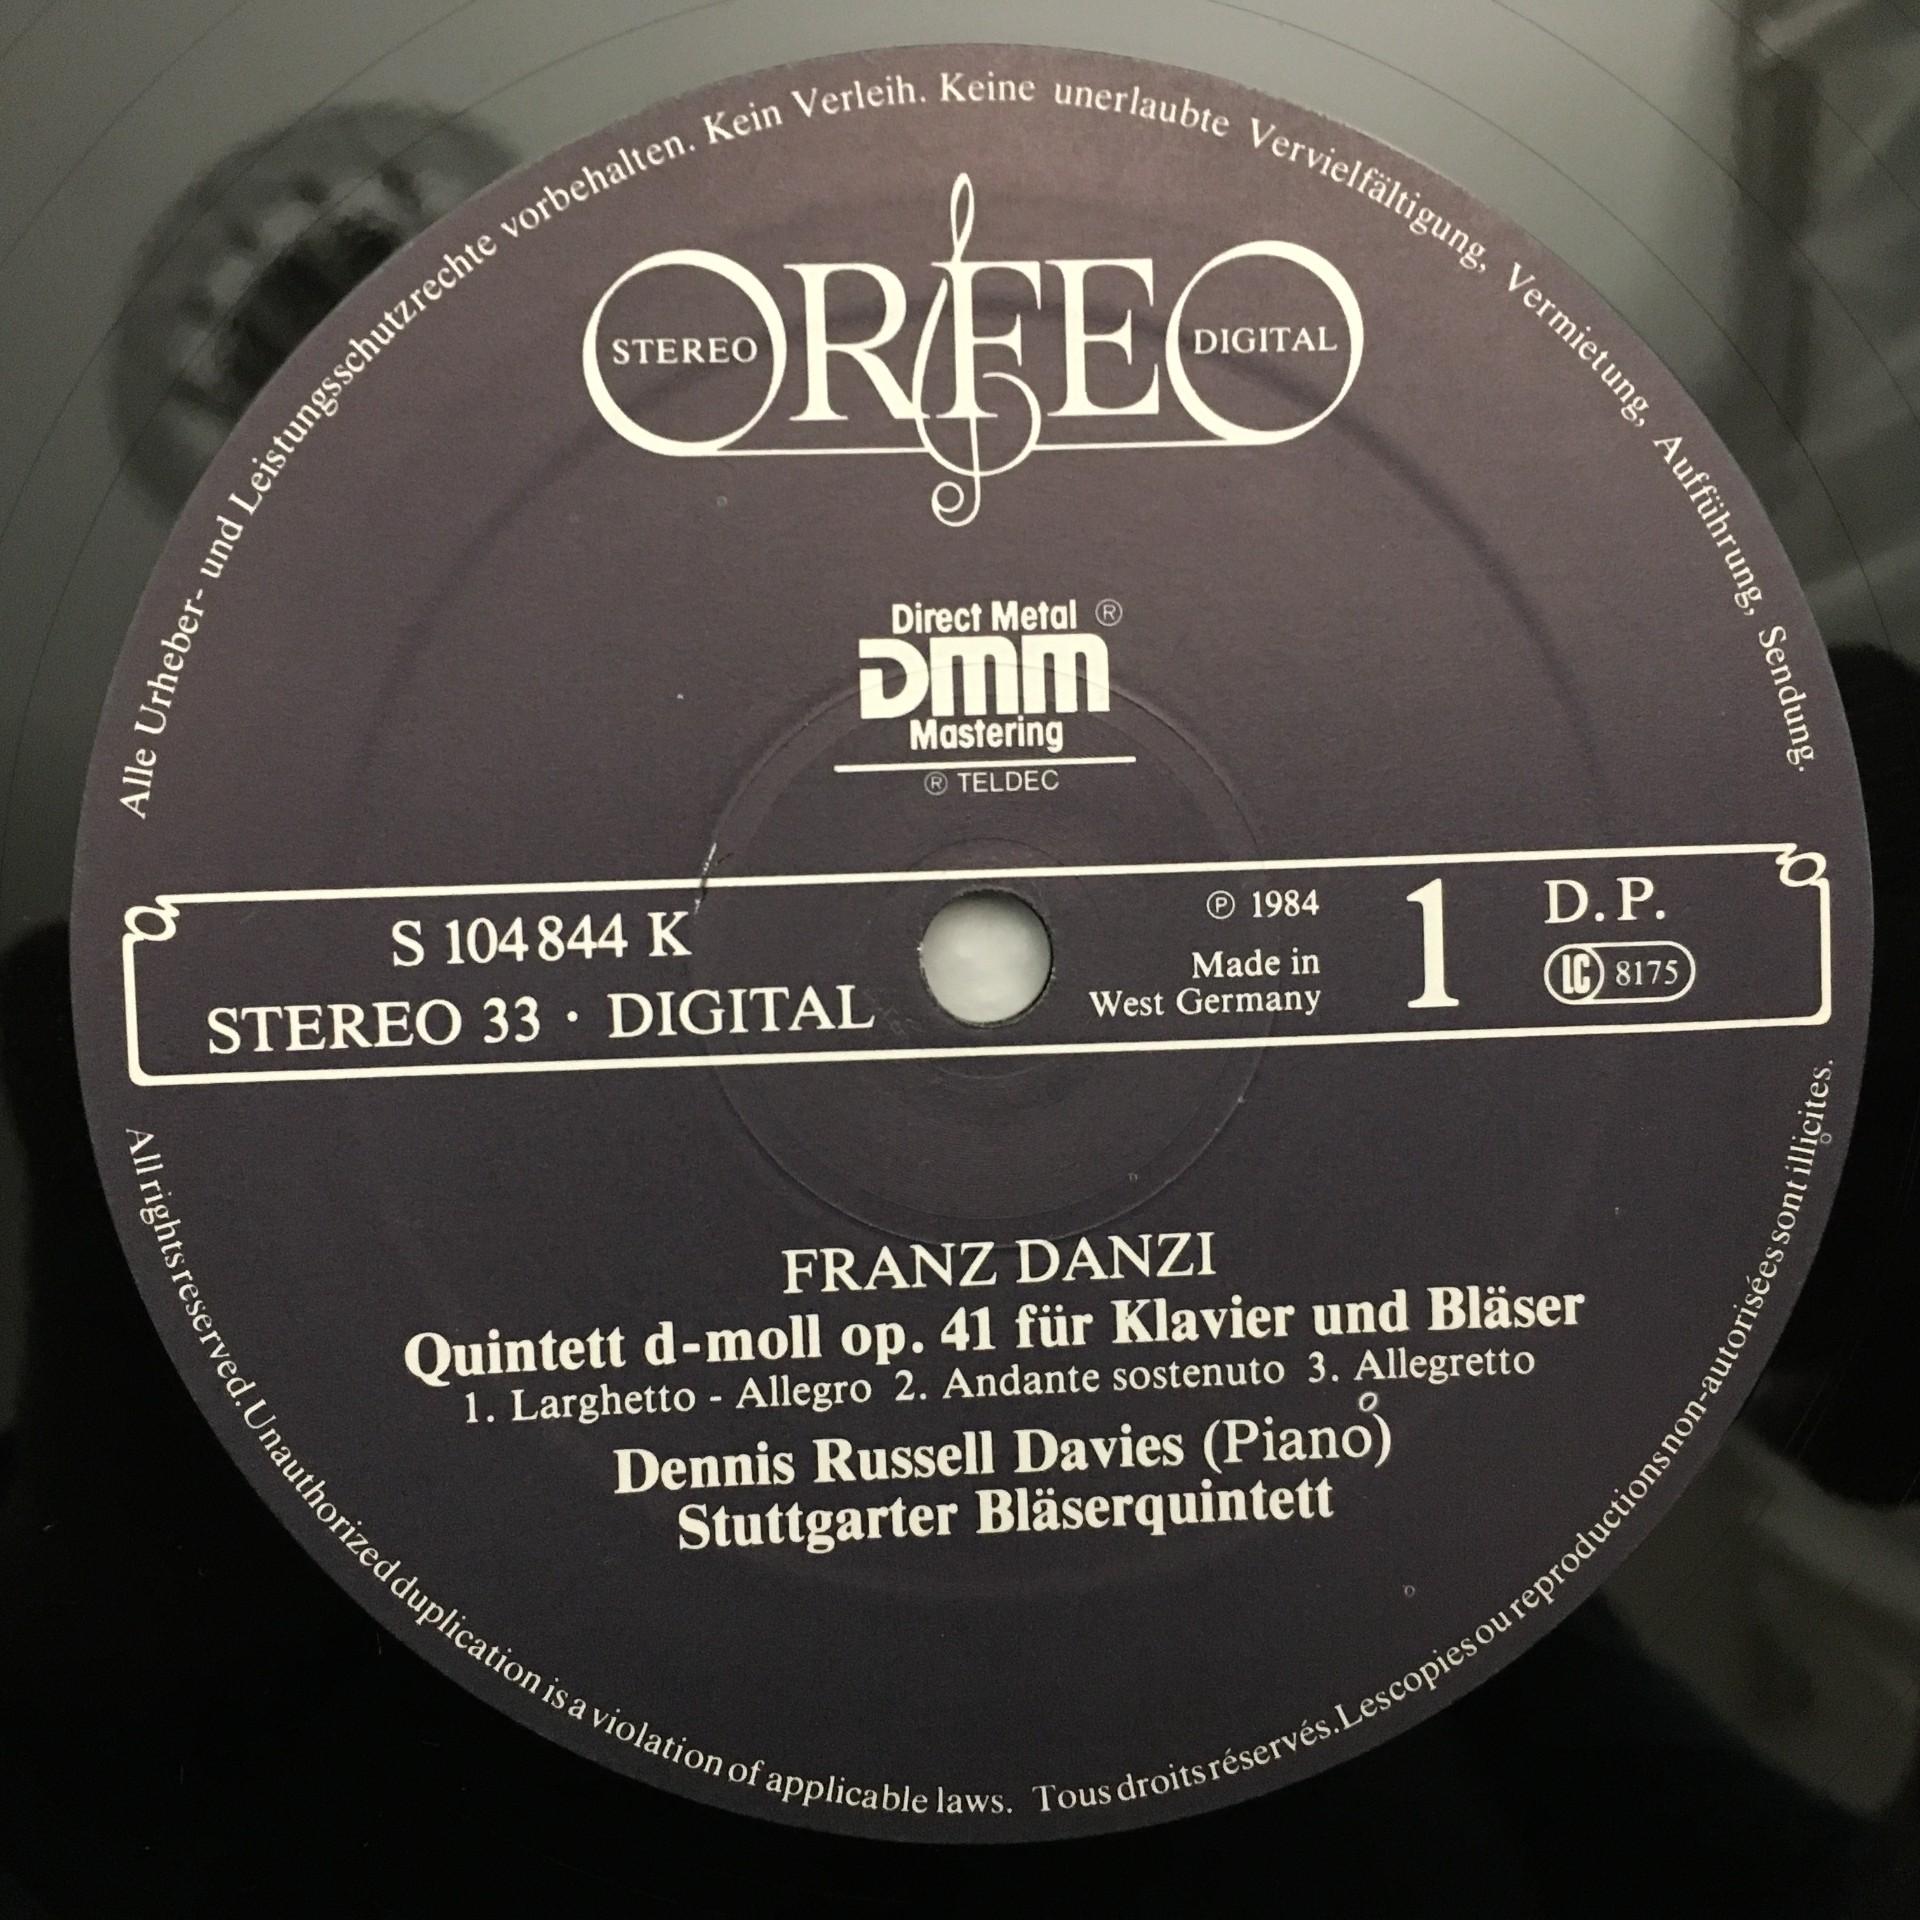 Alle Urheber- und Leistungsschutzrechte vorbehalten. Kein Verleih. Keine unerlaubte Vervielfältigung, Vermietung, Aufführung, Sendung.
ORFEO
STEREO
DIGITAL
Direct Metal ®
DMM
Mastering
® TELDEC
S 104 844 K
STEREO 33 · DIGITAL
℗ 1984
Made in
West Germany
1
D.P.
LC 8175
FRANZ DANZI
Quintett d-moll op. 41 für Klavier und Bläser
1. Larghetto - Allegro 2. Andante sostenuto 3. Allegretto
Dennis Russell Davies (Piano)
Stuttgarter Bläserquintett
All rights reserved. Unauthorized duplication is a violation of applicable laws. Tous droits réservés. Les copies ou reproductions non-autorisées sont illicites.